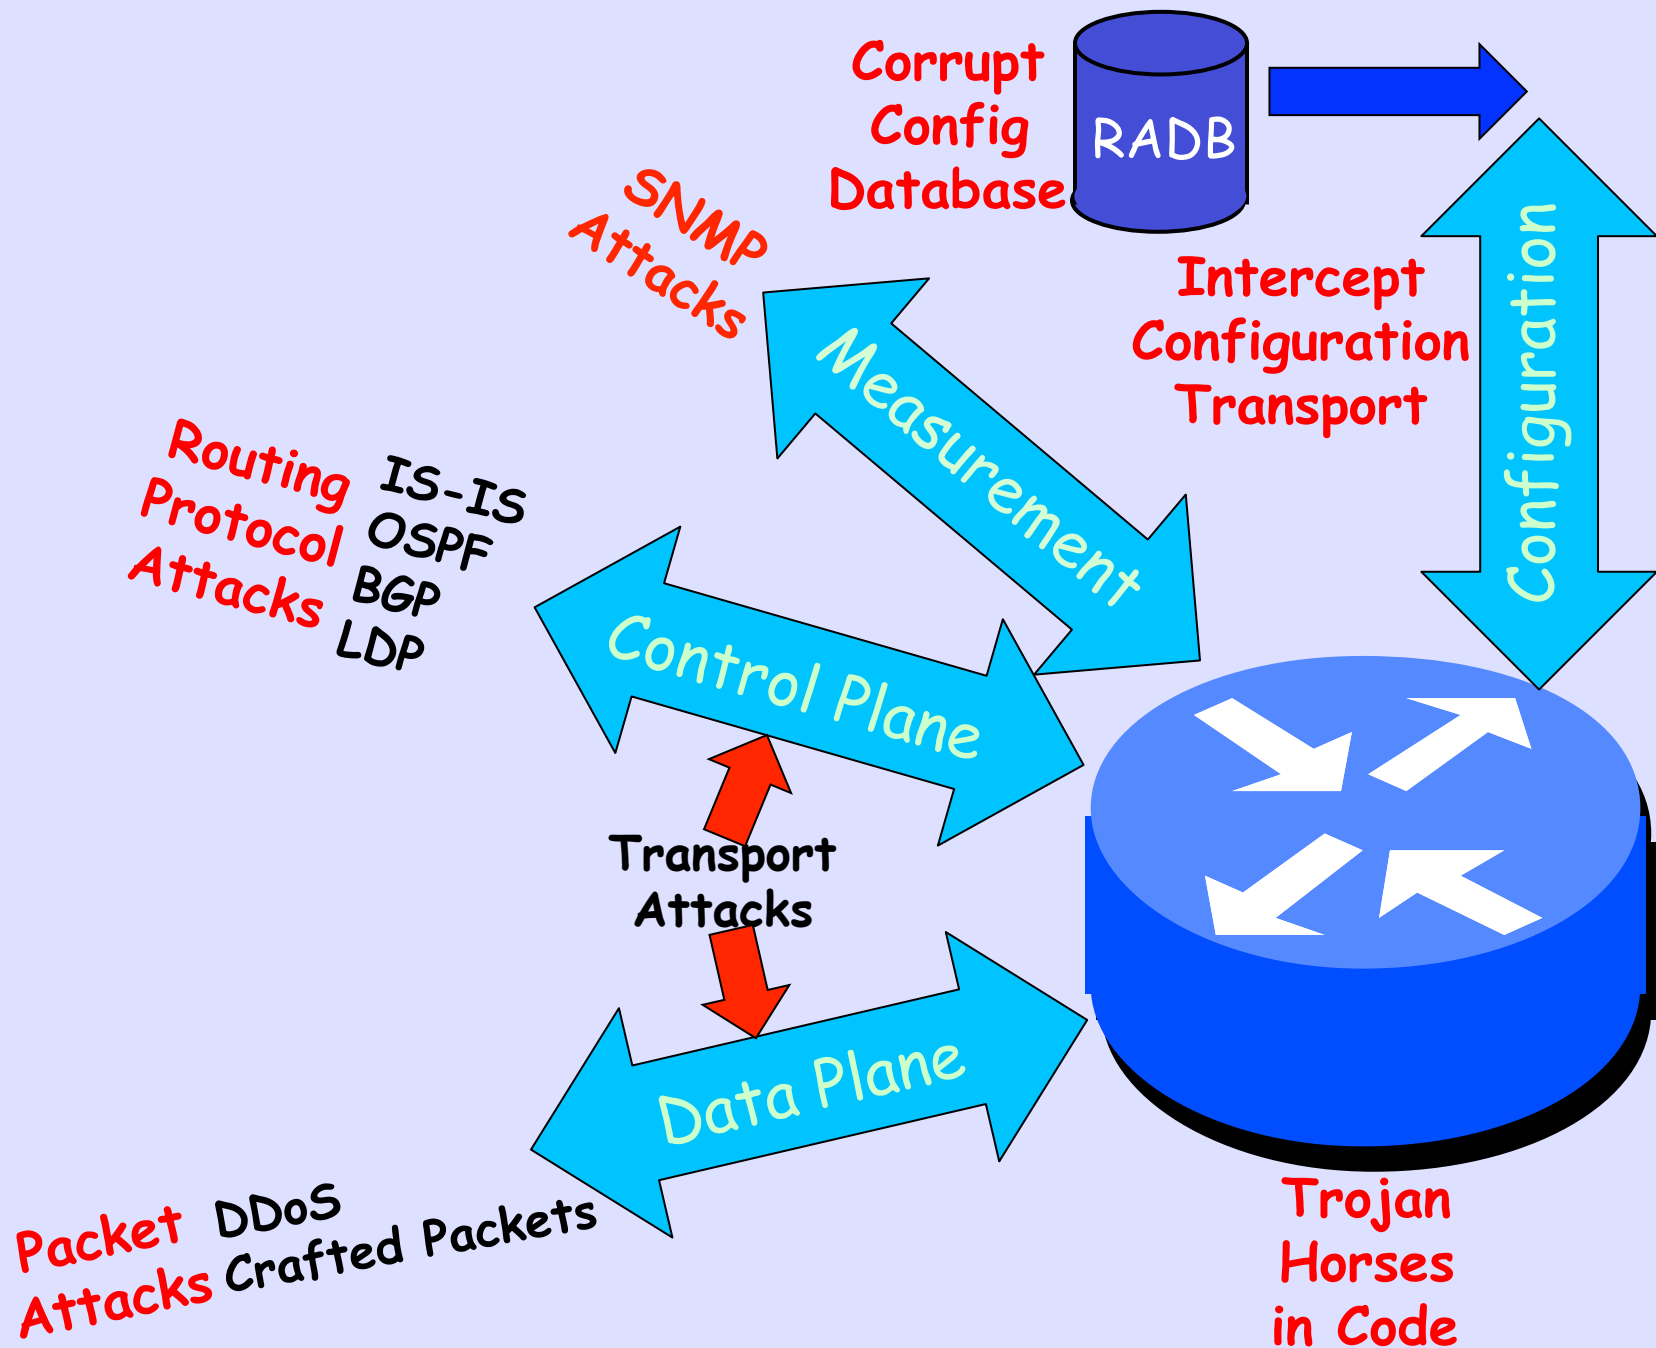 Corrupt
Config
Database
RADB
SNMP
Attacks
Intercept
Configuration
Transport
Configuration
Measurement
Routing
Protocol
Attacks
IS-IS
OSPF
BGP
LDP
Control Plane
Transport
Attacks
Data Plane
Packet
Attacks
DDoS
Crafted Packets
Trojan
Horses
in Code